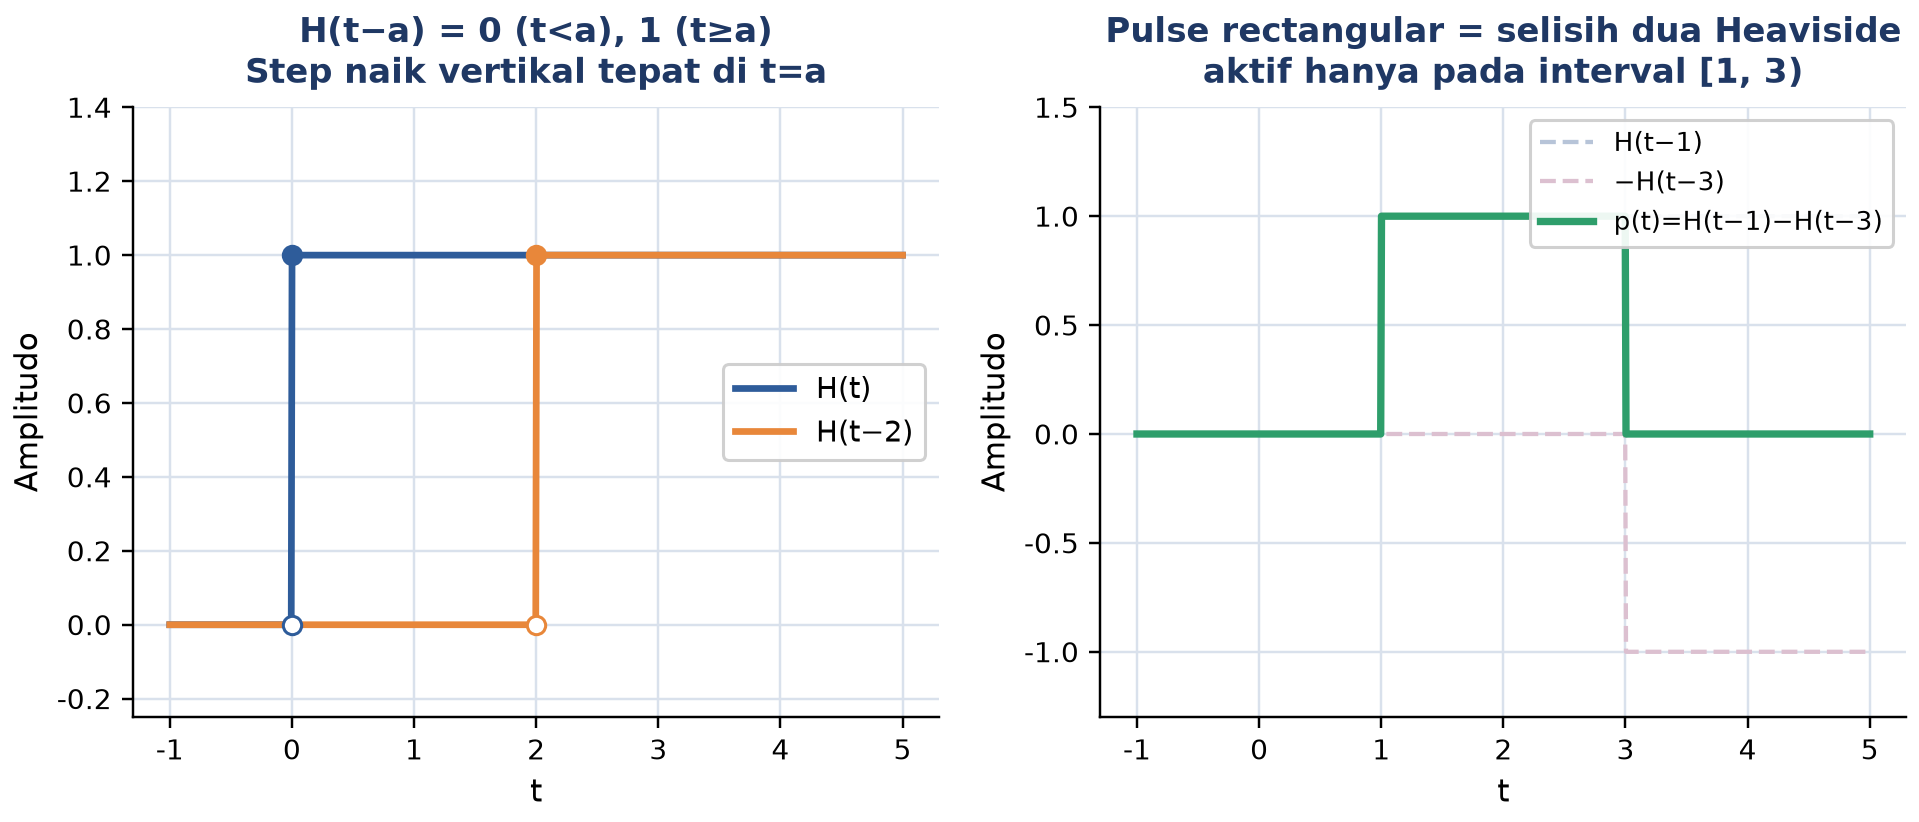 H(t−a) = 0 (t<a), 1 (t≥a)
Step naik vertikal tepat di t=a
1.4
1.2
1.0
0.8
0.6
0.4
0.2
0.0
-0.2
Amplitudo
H(t)
H(t−2)
-1 0 1 2 3 4 5
t
Pulse rectangular = selisih dua Heaviside
aktif hanya pada interval [1, 3)
1.5
1.0
0.5
0.0
-0.5
-1.0
Amplitudo
H(t−1)
−H(t−3)
p(t)=H(t−1)−H(t−3)
-1 0 1 2 3 4 5
t